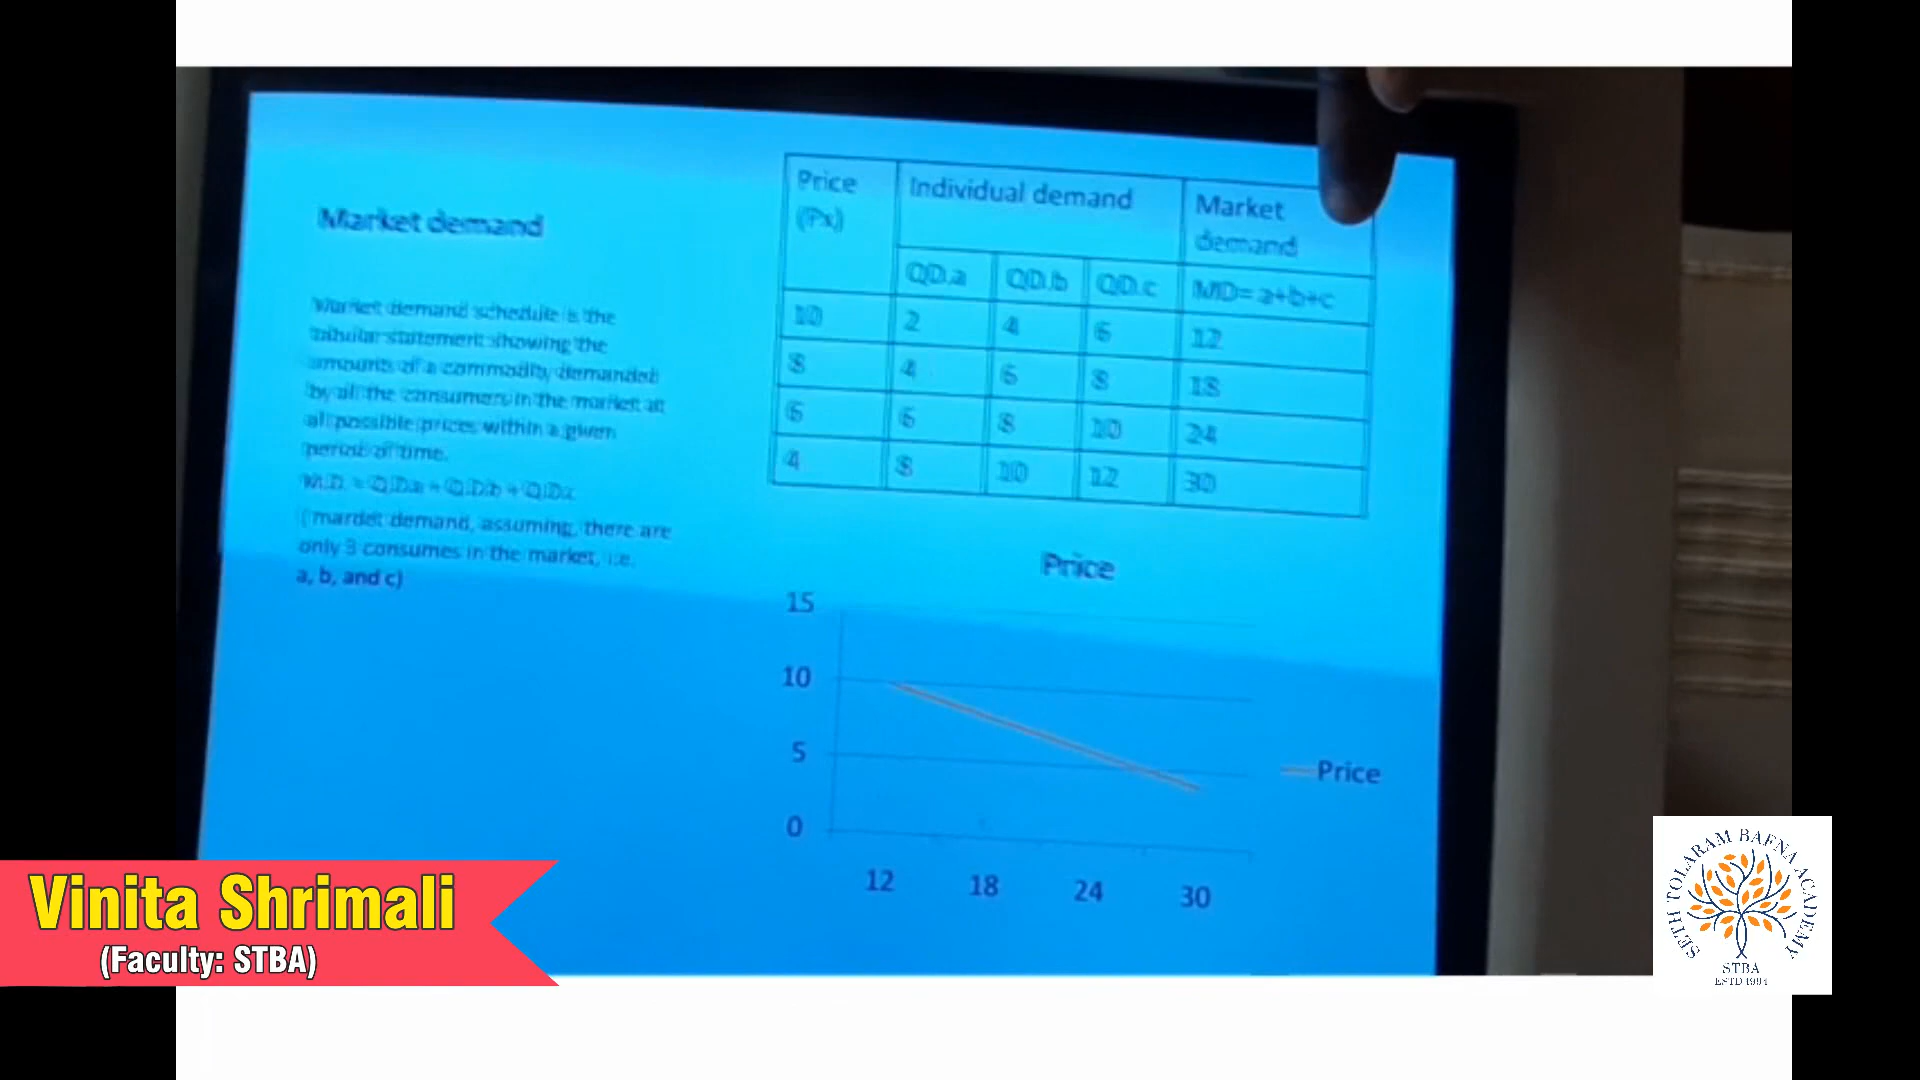 Market demand
Market demand schedule is the
tabular statement showing the
amounts of a commodity demanded
by all the consumers in the market at
all possible prices within a given
period of time.
M.D. = Q.D.a + Q.D.b + Q.D.c
( mardet demand, assuming, there are
only 3 consumes in the market, i.e.
a, b, and c)
Price (Px) Individual demand Market demand
QD.a QD.b QD.c MD= a+b+c
10 2 4 6 12
8 4 6 8 18
6 6 8 10 24
4 8 10 12 30
Price
15
10
5
0
12 18 24 30
Price
Vinita Shrimali
(Faculty: STBA)
SETH TOLARAM BAFNA ACADEMY
STBA
ESTD 1994